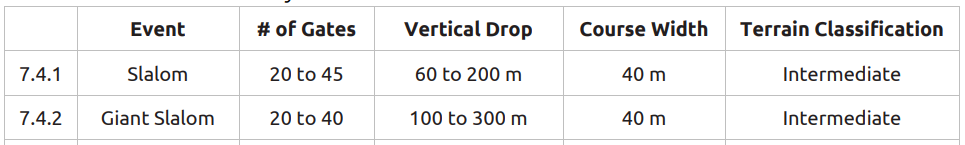 Event # of Gates Vertical Drop Course Width Terrain Classification
7.4.1 Slalom 20 to 45 60 to 200 m 40 m Intermediate
7.4.2 Giant Slalom 20 to 40 100 to 300 m 40 m Intermediate